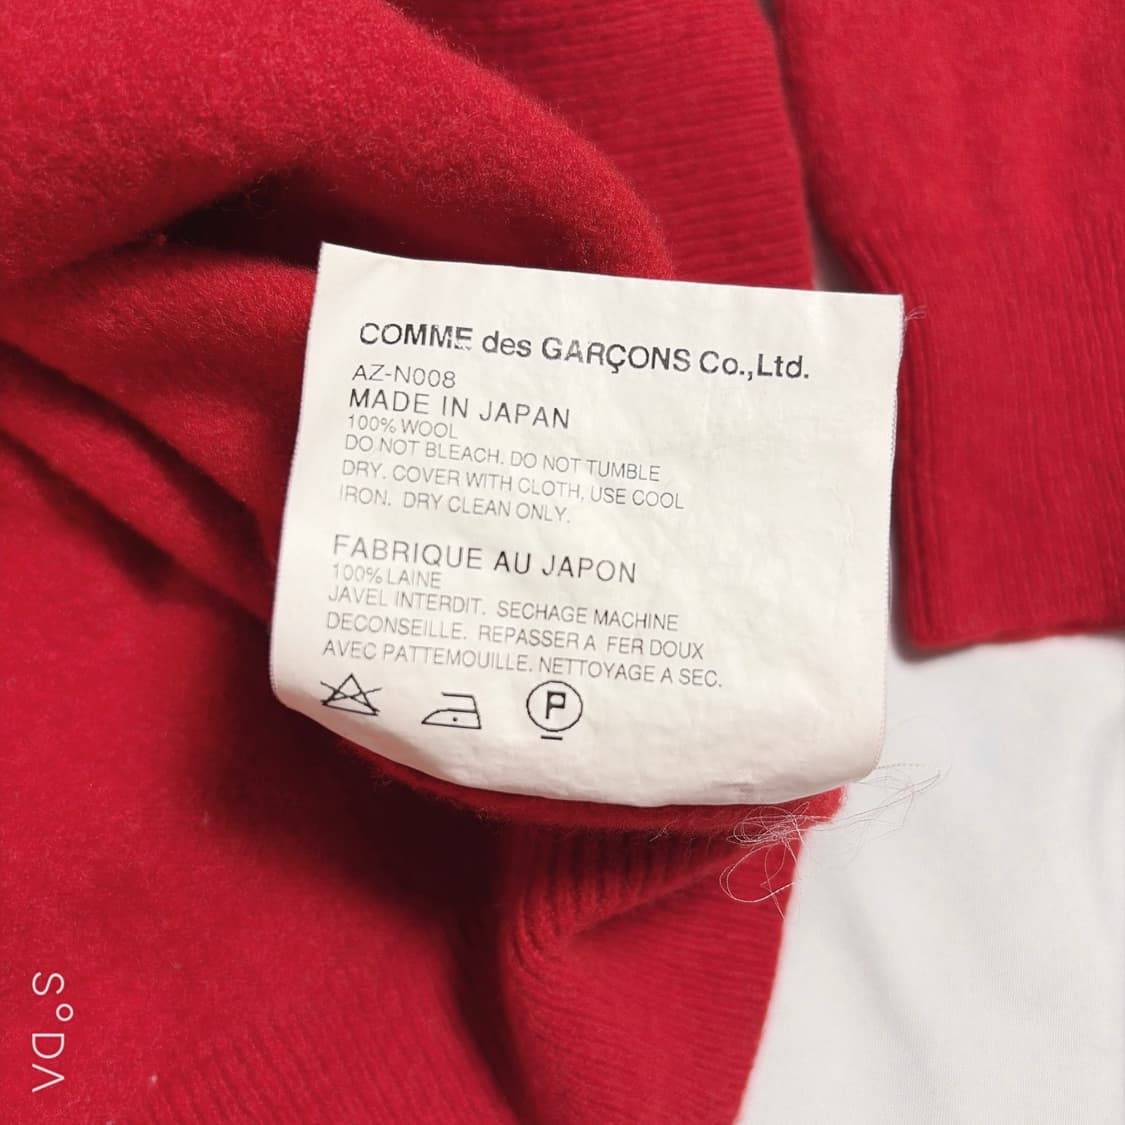 COMME des GARÇONS Co.,Ltd.
AZ-N008
MADE IN JAPAN
100% WOOL
DO NOT BLEACH. DO NOT TUMBLE
DRY. COVER WITH CLOTH, USE COOL
IRON. DRY CLEAN ONLY.
FABRIQUE AU JAPON
100% LAINE
JAVEL INTERDIT. SECHAGE MACHINE
DECONSEILLE. REPASSER A FER DOUX
AVEC PATTEMOUILLE. NETTOYAGE A SEC.
P